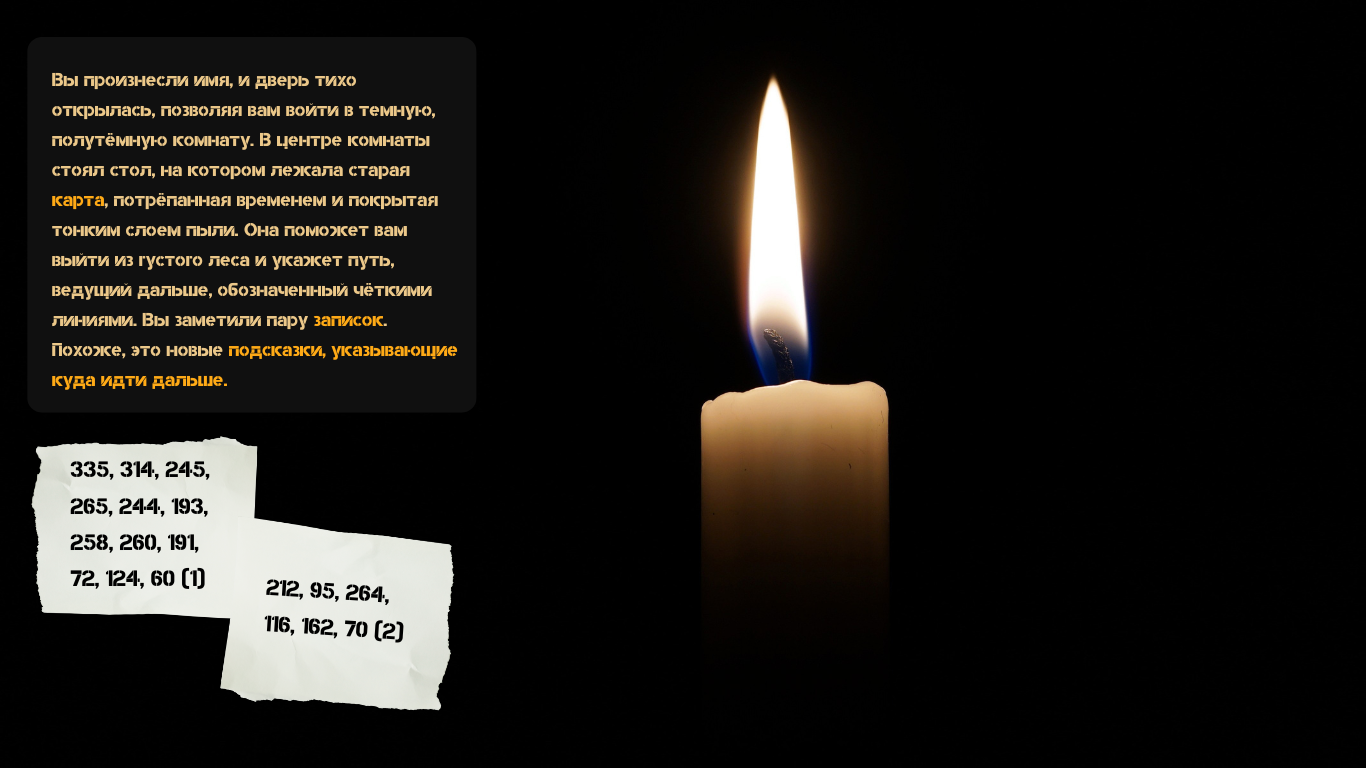 Вы произнесли имя, и дверь тихо
открылась, позволяя вам войти в темную,
полутёмную комнату. В центре комнаты
стоял стол, на котором лежала старая
карта, потрёпанная временем и покрытая
тонким слоем пыли. Она поможет вам
выйти из густого леса и укажет путь,
ведущий дальше, обозначенный чёткими
линиями. Вы заметили пару записок.
Похоже, это новые подсказки, указывающие
куда идти дальше.
335, 314, 245,
265, 244, 193,
258, 260, 191,
72, 124, 60 (1)
212, 95, 264,
116, 162, 70 (2)